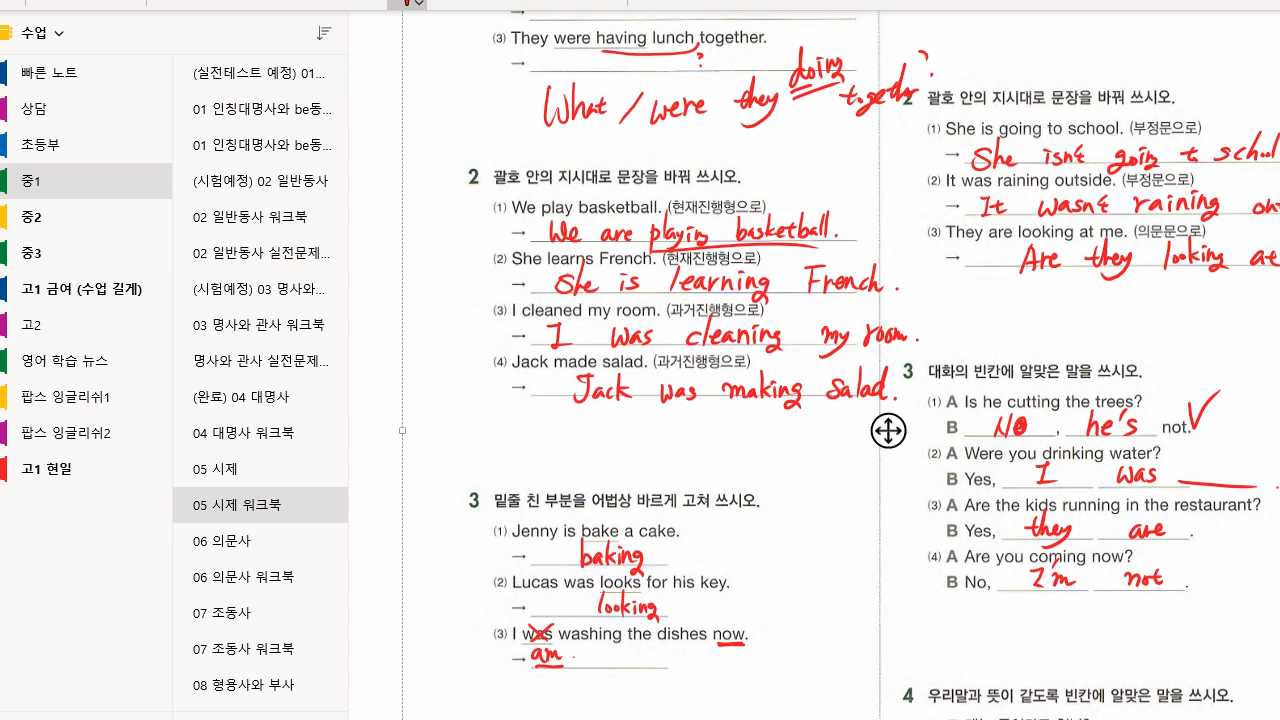 수업
빠른 노트
상담
초등부
중1
중2
중3
고1 금여 (수업 길게)
고2
영어 학습 뉴스
팝스 잉글리쉬1
팝스 잉글리쉬2
고1 현일
(실전테스트 예정) 01...
01 인칭대명사와 be동...
01 인칭대명사와 be동...
(시험예정) 02 일반동사
02 일반동사 워크북
02 일반동사 실전문제...
(시험예정) 03 명사와...
03 명사와 관사 워크북
명사와 관사 실전문제...
(완료) 04 대명사
04 대명사 워크북
05 시제
05 시제 워크북
06 의문사
06 의문사 워크북
07 조동사
07 조동사 워크북
08 형용사와 부사
→
(3) They were having lunch together.
→ ?
What / were they doing together?
2 괄호 안의 지시대로 문장을 바꿔 쓰시오.
(1) We play basketball. (현재진행형으로)
→ We are playing basketball.
(2) She learns French. (현재진행형으로)
→ She is learning French.
(3) I cleaned my room. (과거진행형으로)
→ I was cleaning my room.
(4) Jack made salad. (과거진행형으로)
→ Jack was making salad.
3 밑줄 친 부분을 어법상 바르게 고쳐 쓰시오.
(1) Jenny is bake a cake.
→ baking
(2) Lucas was looks for his key.
→ looking
(3) I was washing the dishes now.
→ am
2 괄호 안의 지시대로 문장을 바꿔 쓰시오.
(1) She is going to school. (부정문으로)
→ She isn't going to school
(2) It was raining outside. (부정문으로)
→ It wasn't raining
(3) They are looking at me. (의문문으로)
→ Are they looking at
3 대화의 빈칸에 알맞은 말을 쓰시오.
(1) A Is he cutting the trees?
B No, he's not.
(2) A Were you drinking water?
B Yes, I was
(3) A Are the kids running in the restaurant?
B Yes, they are.
(4) A Are you coming now?
B No, I'm not.
4 우리말과 뜻이 같도록 빈칸에 알맞은 말을 쓰시오.